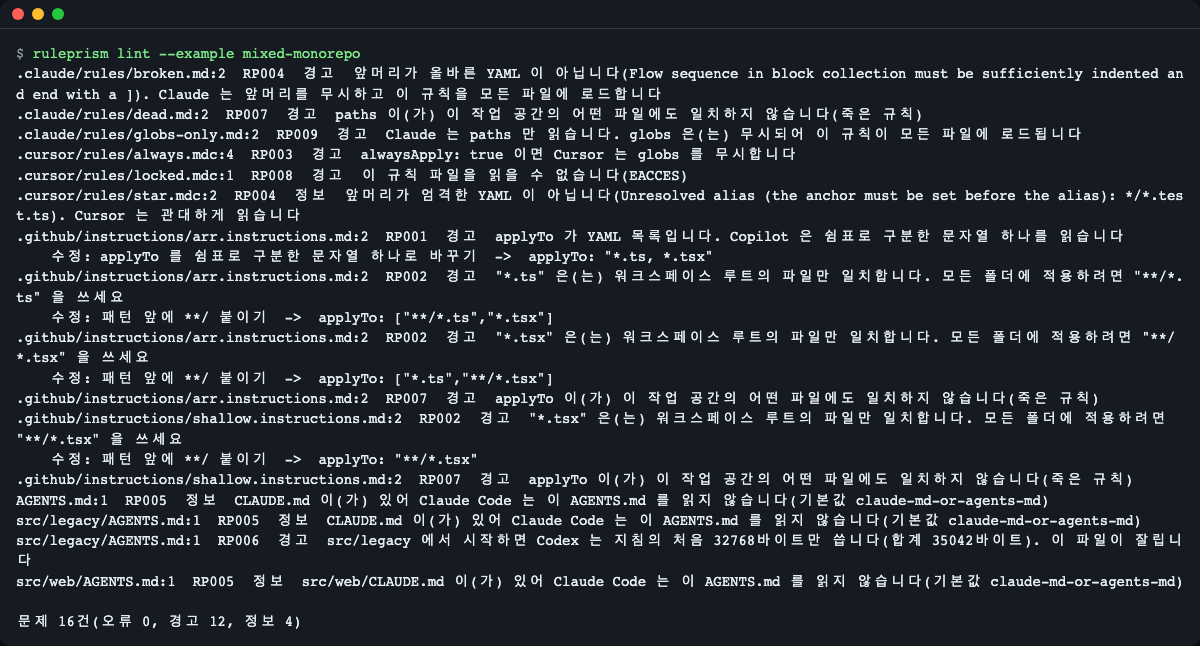 $ ruleprism lint --example mixed-monorepo
.claude/rules/broken.md:2  RP004  경고  앞머리가 올바른 YAML 이 아닙니다(Flow sequence in block collection must be sufficiently indented an
d end with a ]). Claude 는 앞머리를 무시하고 이 규칙을 모든 파일에 로드합니다
.claude/rules/dead.md:2  RP007  경고  paths 이(가) 이 작업 공간의 어떤 파일에도 일치하지 않습니다(죽은 규칙)
.claude/rules/globs-only.md:2  RP009  경고  Claude 는 paths 만 읽습니다. globs 은(는) 무시되어 이 규칙이 모든 파일에 로드됩니다
.cursor/rules/always.mdc:4  RP003  경고  alwaysApply: true 이면 Cursor 는 globs 를 무시합니다
.cursor/rules/locked.mdc:1  RP008  경고  이 규칙 파일을 읽을 수 없습니다(EACCES)
.cursor/rules/star.mdc:2  RP004  정보  앞머리가 엄격한 YAML 이 아닙니다(Unresolved alias (the anchor must be set before the alias): */*.tes
t.ts). Cursor 는 관대하게 읽습니다
.github/instructions/arr.instructions.md:2  RP001  경고  applyTo 가 YAML 목록입니다. Copilot 은 쉼표로 구분한 문자열 하나를 읽습니다
    수정: applyTo 를 쉼표로 구분한 문자열 하나로 바꾸기  ->  applyTo: "*.ts, *.tsx"
.github/instructions/arr.instructions.md:2  RP002  경고  "*.ts" 은(는) 워크스페이스 루트의 파일만 일치합니다. 모든 폴더에 적용하려면 "**/*.
ts" 을 쓰세요
    수정: 패턴 앞에 **/ 붙이기  ->  applyTo: ["**/*.ts","*.tsx"]
.github/instructions/arr.instructions.md:2  RP002  경고  "*.tsx" 은(는) 워크스페이스 루트의 파일만 일치합니다. 모든 폴더에 적용하려면 "**/
*.tsx" 을 쓰세요
    수정: 패턴 앞에 **/ 붙이기  ->  applyTo: ["*.ts","**/*.tsx"]
.github/instructions/arr.instructions.md:2  RP007  경고  applyTo 이(가) 이 작업 공간의 어떤 파일에도 일치하지 않습니다(죽은 규칙)
.github/instructions/shallow.instructions.md:2  RP002  경고  "*.tsx" 은(는) 워크스페이스 루트의 파일만 일치합니다. 모든 폴더에 적용하려면
"**/*.tsx" 을 쓰세요
    수정: 패턴 앞에 **/ 붙이기  ->  applyTo: "**/*.tsx"
.github/instructions/shallow.instructions.md:2  RP007  경고  applyTo 이(가) 이 작업 공간의 어떤 파일에도 일치하지 않습니다(죽은 규칙)
AGENTS.md:1  RP005  정보  CLAUDE.md 이(가) 있어 Claude Code 는 이 AGENTS.md 를 읽지 않습니다(기본값 claude-md-or-agents-md)
src/legacy/AGENTS.md:1  RP005  정보  CLAUDE.md 이(가) 있어 Claude Code 는 이 AGENTS.md 를 읽지 않습니다(기본값 claude-md-or-agents-md)
src/legacy/AGENTS.md:1  RP006  경고  src/legacy 에서 시작하면 Codex 는 지침의 처음 32768바이트만 씁니다(합계 35042바이트). 이 파일이 잘립니
다
src/web/AGENTS.md:1  RP005  정보  src/web/CLAUDE.md 이(가) 있어 Claude Code 는 이 AGENTS.md 를 읽지 않습니다(기본값 claude-md-or-agents-md)
문제 16건(오류 0, 경고 12, 정보 4)